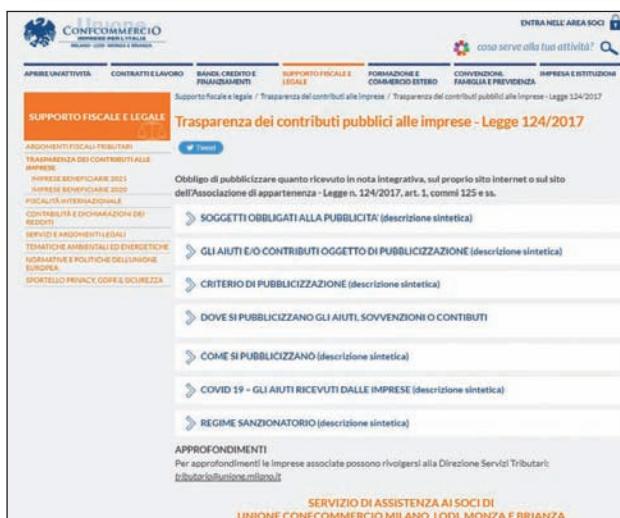 Unione
CONFCOMMERCIO
IMPRESE PER L'ITALIA
MILANO · LODI · MONZA E BRIANZA
ENTRA NELL'AREA SOCI
cosa serve alla tua attività?
APRIRE UN'ATTIVITÀ
CONTRATTI E LAVORO
BANDI, CREDITO E
FINANZIAMENTI
SUPPORTO FISCALE E
LEGALE
FORMAZIONE E
COMMERCIO ESTERO
CONVENZIONI,
FAMIGLIA E PREVIDENZA
IMPRESA E ISTITUZIONI
Supporto fiscale e legale / Trasparenza dei contributi alle imprese / Trasparenza dei contributi pubblici alle imprese - Legge 124/2017
SUPPORTO FISCALE E LEGALE
ARGOMENTI FISCALI-TRIBUTARI
TRASPARENZA DEI CONTRIBUTI ALLE
IMPRESE
IMPRESE BENEFICIARIE 2021
IMPRESE BENEFICIARIE 2020
FISCALITÀ INTERNAZIONALE
CONTABILITÀ E DICHIARAZIONI DEI
REDDITI
SERVIZI E ARGOMENTI LEGALI
TEMATICHE AMBIENTALI ED ENERGETICHE
NORMATIVE E POLITICHE DELL'UNIONE
EUROPEA
SPORTELLO PRIVACY, GDPR & SICUREZZA
Trasparenza dei contributi pubblici alle imprese - Legge 124/2017
Tweet
Obbligo di pubblicizzare quanto ricevuto in nota integrativa, sul proprio sito internet o sul sito
dell'Associazione di appartenenza - Legge n. 124/2017, art. 1, commi 125 e ss.
SOGGETTI OBBLIGATI ALLA PUBBLICITA' (descrizione sintetica)
GLI AIUTI E/O CONTRIBUTI OGGETTO DI PUBBLICIZZAZIONE (descrizione sintetica)
CRITERIO DI PUBBLICIZZAZIONE (descrizione sintetica)
DOVE SI PUBBLICIZZANO GLI AIUTI, SOVVENZIONI O CONTIBUTI
COME SI PUBBLICIZZANO (descrizione sintetica)
COVID 19 – GLI AIUTI RICEVUTI DALLE IMPRESE (descrizione sintetica)
REGIME SANZIONATORIO (descrizione sintetica)
APPROFONDIMENTI
Per approfondimenti le imprese associate possono rivolgersi alla Direzione Servizi Tributari:
tributario@unione.milano.it
SERVIZIO DI ASSISTENZA AI SOCI DI
UNIONE CONFCOMMERCIO MILANO, LODI, MONZA E BRIANZA